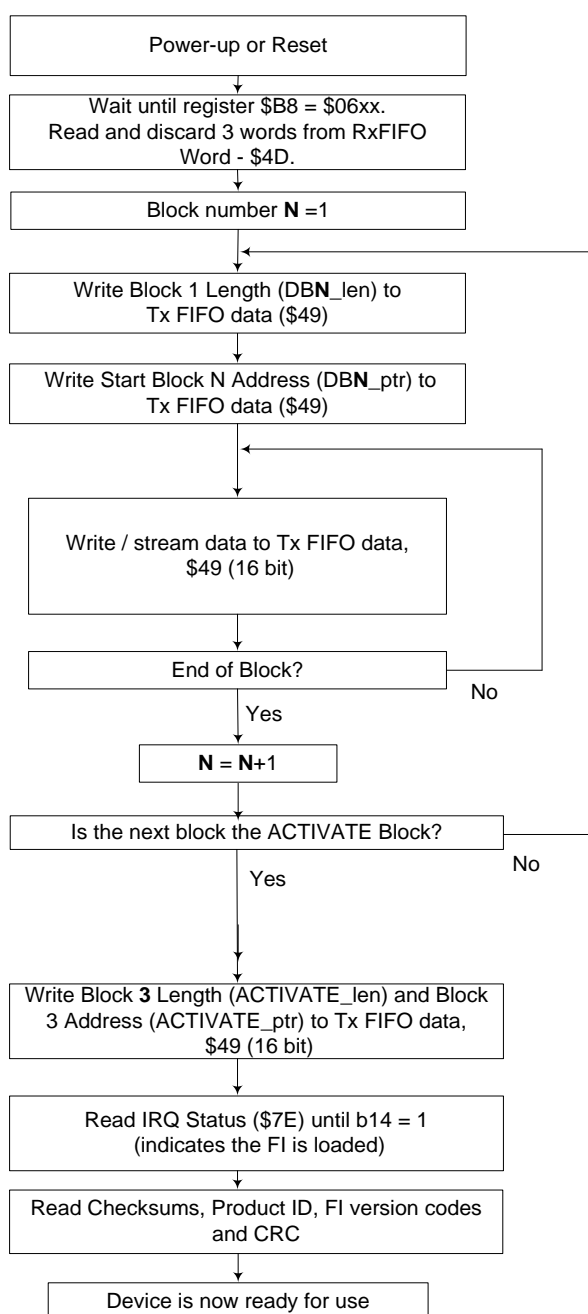 Power-up or Reset
Wait until register $B8 = $06xx.
Read and discard 3 words from RxFIFO
Word - $4D.
Block number N =1
Write Block 1 Length (DBN_len) to
Tx FIFO data ($49)
Write Start Block N Address (DBN_ptr) to
Tx FIFO data ($49)
Write / stream data to Tx FIFO data,
$49 (16 bit)
End of Block?
No
Yes
N = N+1
Is the next block the ACTIVATE Block?
No
Yes
Write Block 3 Length (ACTIVATE_len) and Block
3 Address (ACTIVATE_ptr) to Tx FIFO data,
$49 (16 bit)
Read IRQ Status ($7E) until b14 = 1
(indicates the FI is loaded)
Read Checksums, Product ID, FI version codes
and CRC
Device is now ready for use